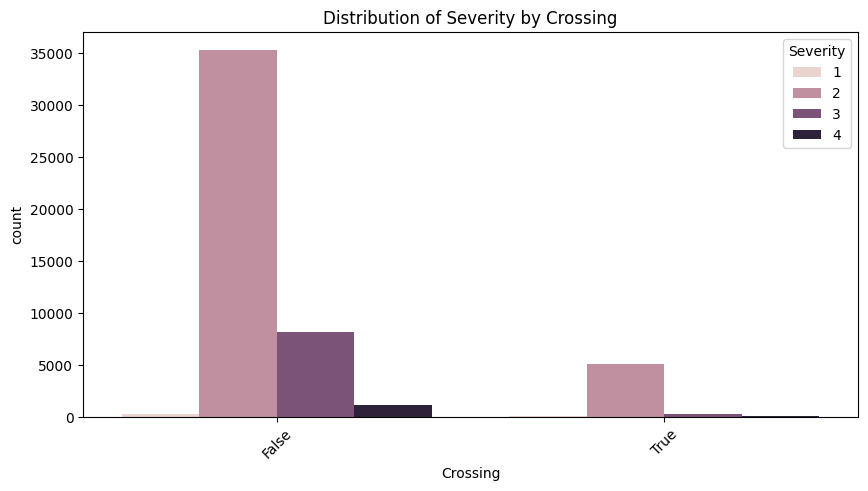 Distribution of Severity by Crossing
Severity
1
2
3
4
35000
30000
25000
20000
15000
10000
5000
0
count
False
True
Crossing